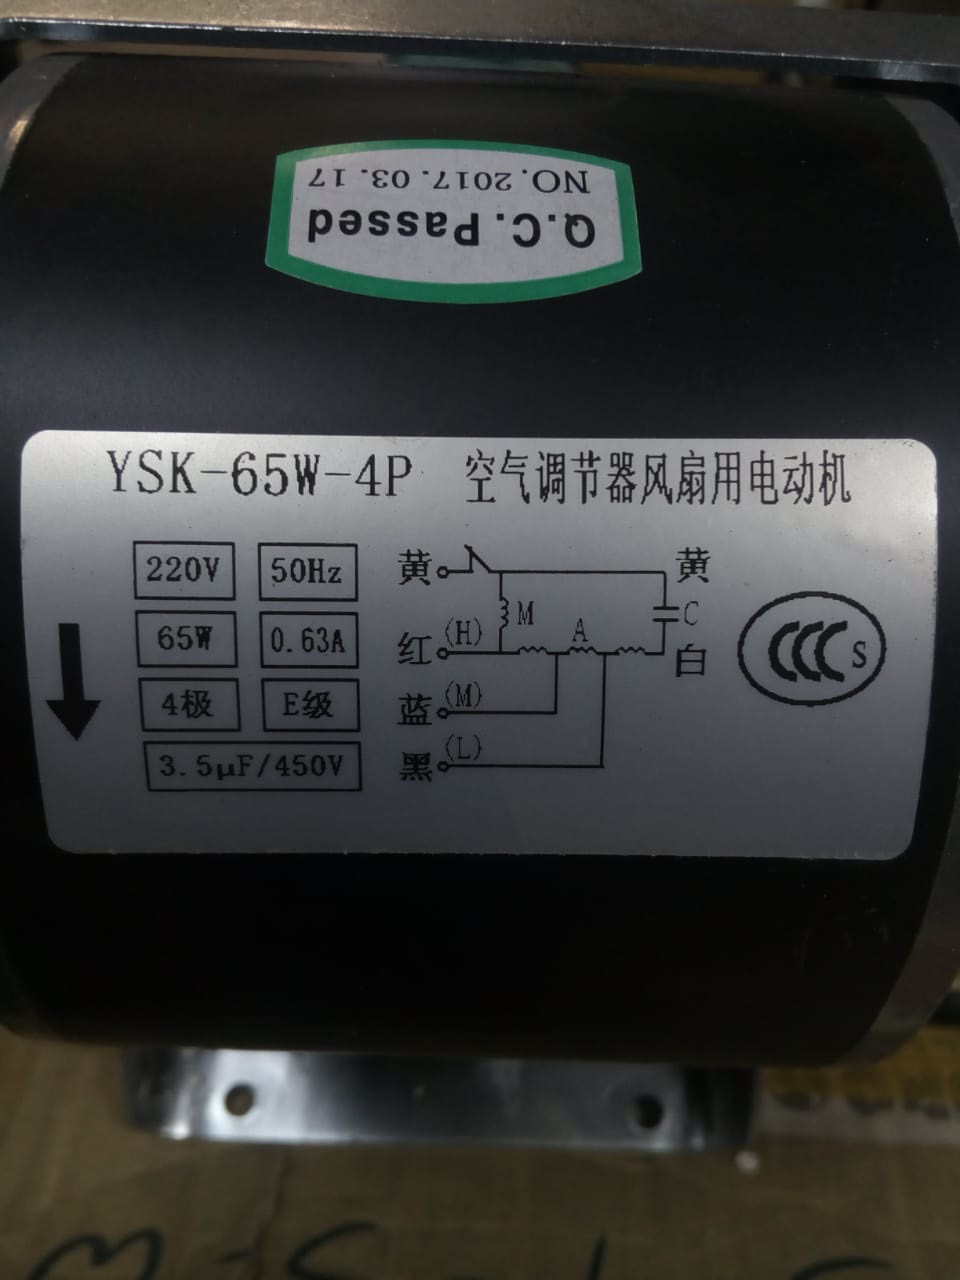 Q.C. Passed
NO. 2017. 03. 17
YSK-65W-4P 空气调节器风扇用电动机
220V 50Hz
65W 0.63A
4极 E级
3.5μF/450V
黄 黄
M C
红 (H) A 白
蓝 (M)
黑 (L)
CCC S